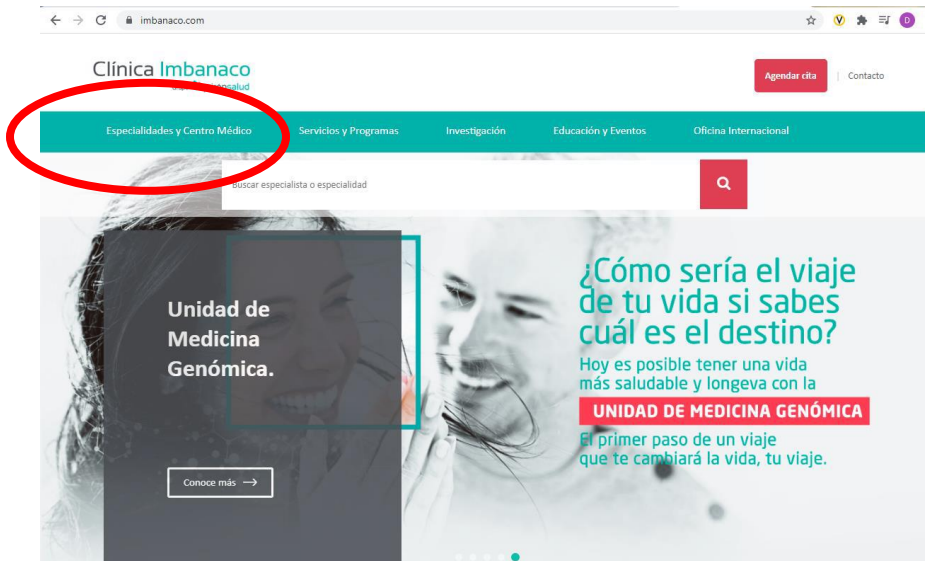 imbanaco.com
D
Clínica Imbanaco
Agendar cita
Contacto
Especialidades y Centro Médico
Servicios y Programas
Investigación
Educación y Eventos
Oficina Internacional
Buscar especialista o especialidad
Unidad de
Medicina
Genómica.
Conoce más →
¿Cómo sería el viaje
de tu vida si sabes
cuál es el destino?
Hoy es posible tener una vida
más saludable y longeva con la
UNIDAD DE MEDICINA GENÓMICA
El primer paso de un viaje
que te cambiará la vida, tu viaje.